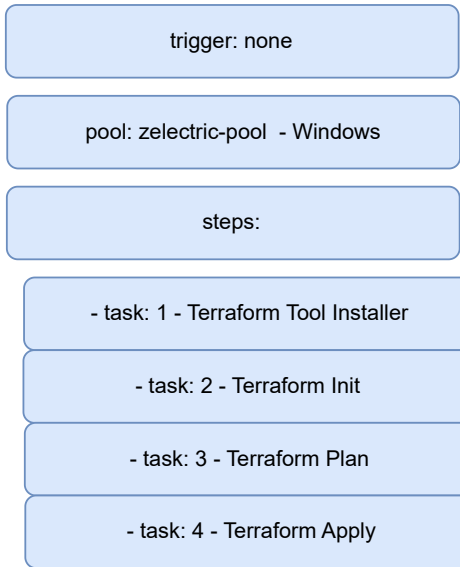 trigger: none
pool: zelectric-pool  - Windows
steps:
- task: 1 - Terraform Tool Installer
- task: 2 - Terraform Init
- task: 3 - Terraform Plan
- task: 4 - Terraform Apply